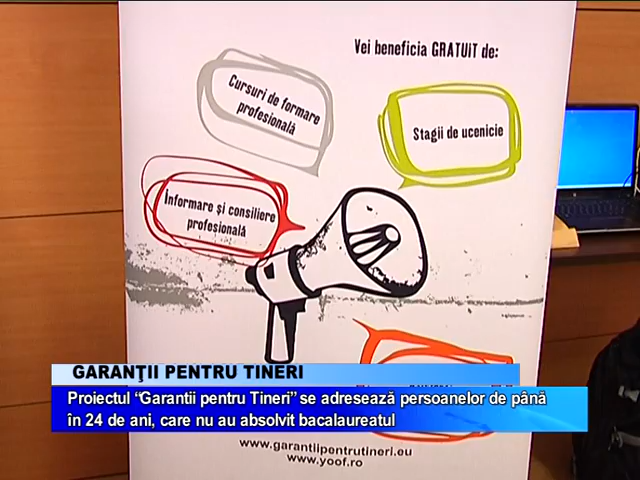 Vei beneficia GRATUIT de:
Cursuri de formare
profesională
Stagii de ucenicie
Informare și consiliere
profesională
GARANŢII PENTRU TINERI
Proiectul “Garantii pentru Tineri” se adresează persoanelor de până
în 24 de ani, care nu au absolvit bacalaureatul
www.garantiipentrutineri.eu
www.yoof.ro